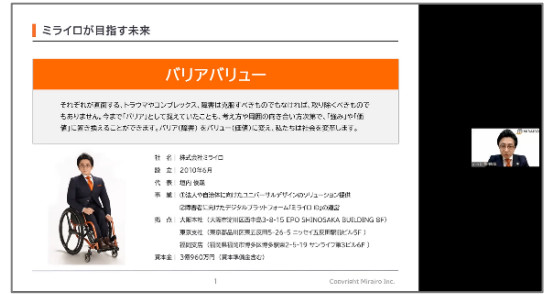 ミライロが目指す未来
バリアバリュー
それぞれが直面する、トラウマやコンプレックス、障害は克服すべきものでもなければ、取り除くべきもので
もありません。今まで「バリア」として捉えていたことも、考え方や周囲の向き合い方次第で、「強み」や「価
値」に置き換えることができます。バリア(障害) をバリュー(価値)に変え、私たちは社会を変革します。
社 名: 株式会社ミライロ
設 立: 2010年6月
代 表: 垣内 俊哉
事 業: ①法人や自治体に向けたユニバーサルデザインのソリューション提供
②障害者に向けたデジタルプラットフォーム「ミライロ ID」の運営
拠 点: 大阪本社 (大阪市淀川区西中島3-8-15 EPO SHINOSAKA BUILDING 8F)
東京支社 (東京都品川区東五反田5-26-5 ニッセイ五反田駅前ビル5F )
福岡支店 (福岡県福岡市博多区博多駅東2-5-19 サンライフ第3ビル6F )
資本金: 3億960万円 (資本準備金含む)
1
Copyright Mirairo Inc.